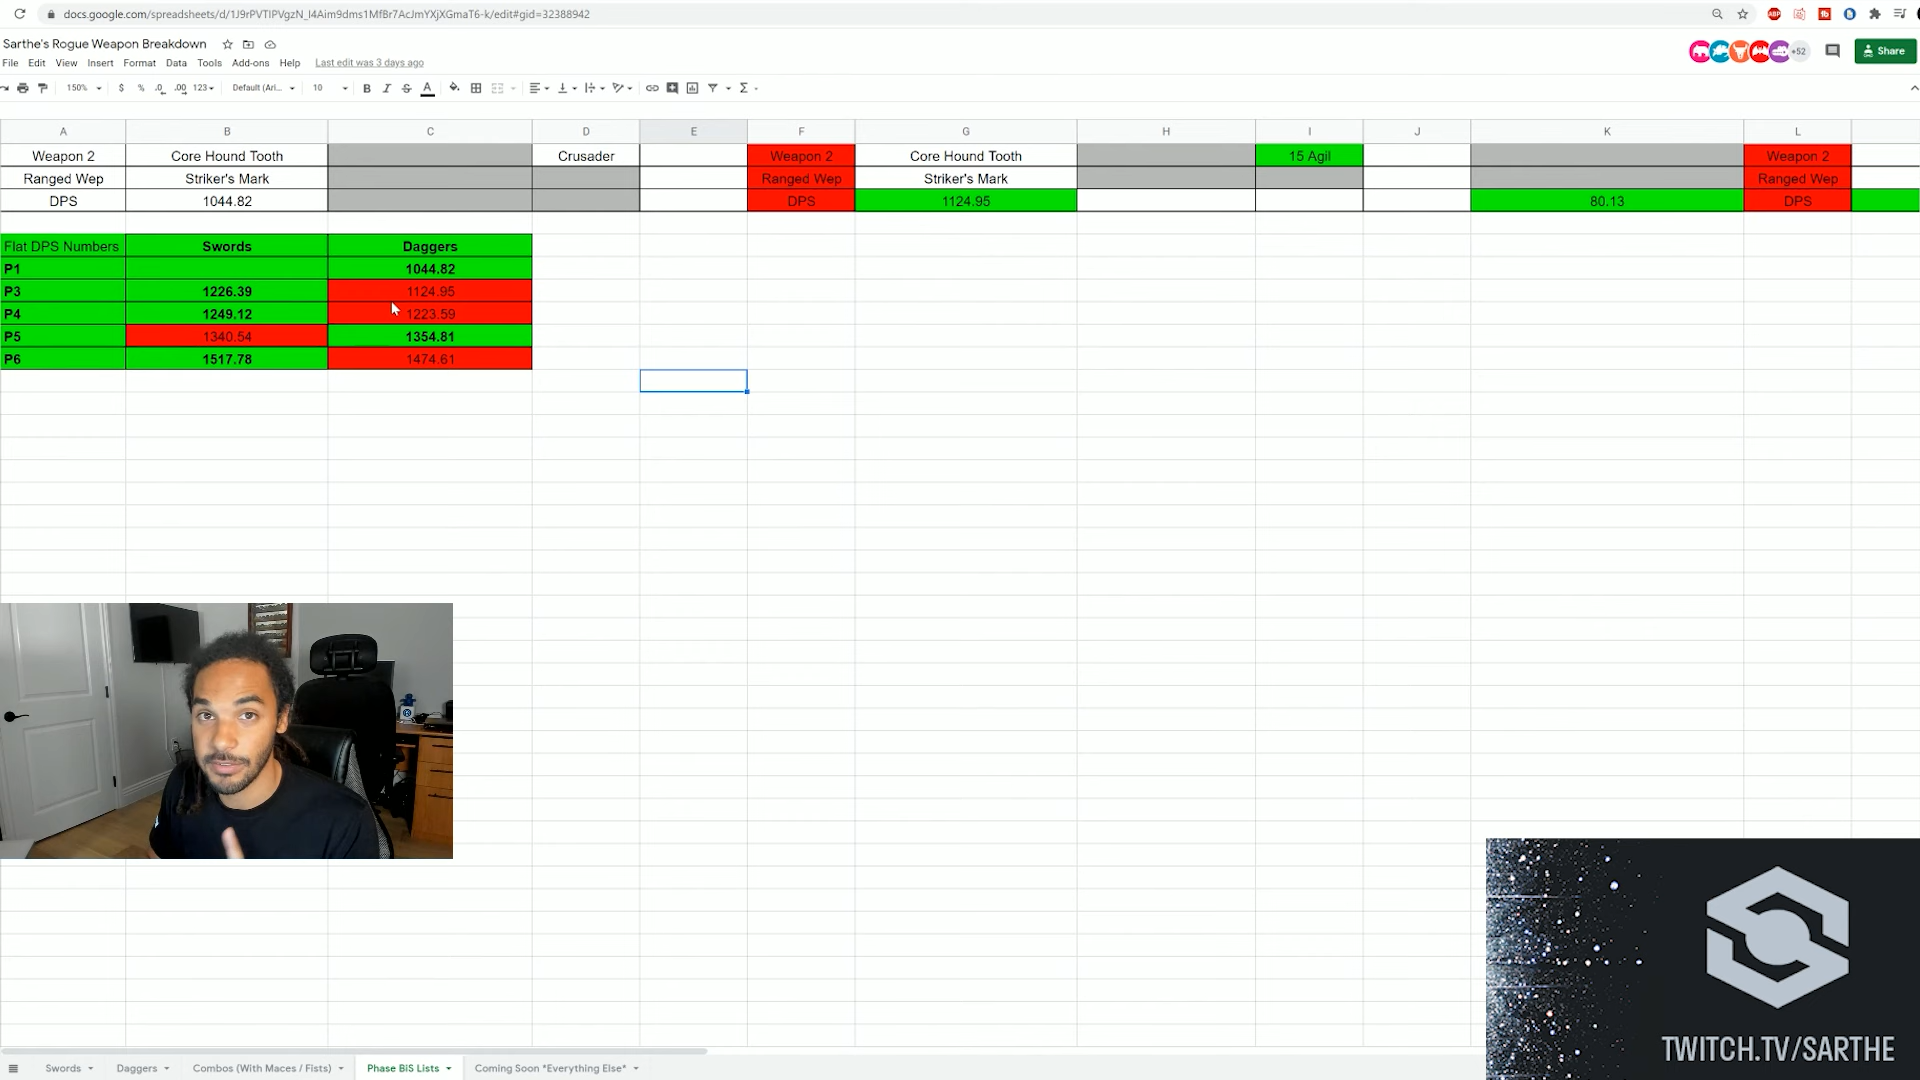 docs.google.com/spreadsheets/d/1J9rPVTIPVgzN_I4Aim9dms1MfBr7AcJmYXjXGmaT6-k/edit#gid=32388942
Sarthe's Rogue Weapon Breakdown
+52
Share
File Edit View Insert Format Data Tools Add-ons Help Last edit was 3 days ago
150% $ % .0 .00 123 Default (Ari... 10 B I S A
A B C D E F G H I J K L
Weapon 2 Core Hound Tooth Crusader Weapon 2 Core Hound Tooth 15 Agil Weapon 2
Ranged Wep Striker's Mark Ranged Wep Striker's Mark Ranged Wep
DPS 1044.82 DPS 1124.95 80.13 DPS
Flat DPS Numbers Swords Daggers
P1 1044.82
P3 1226.39 1124.95
P4 1249.12 1223.59
P5 1340.54 1354.81
P6 1517.78 1474.61
TWITCH.TV/SARTHE
Swords Daggers Combos (With Maces / Fists) Phase BiS Lists Coming Soon *Everything Else*